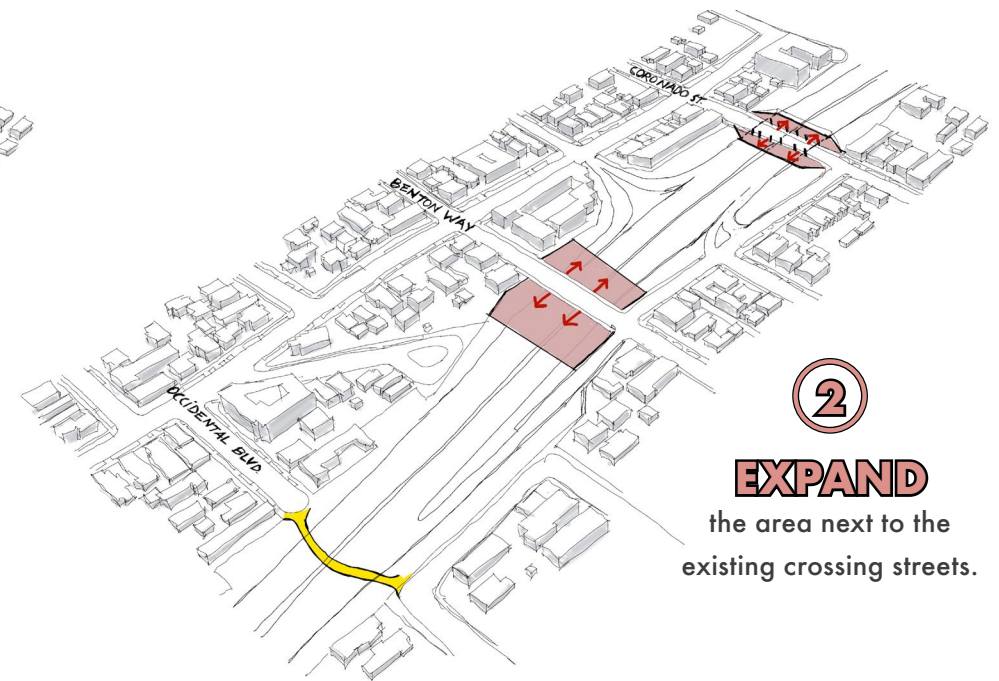 CORONADO ST.
BENTON WAY
OCCIDENTAL BLVD.
2
EXPAND
the area next to the
existing crossing streets.